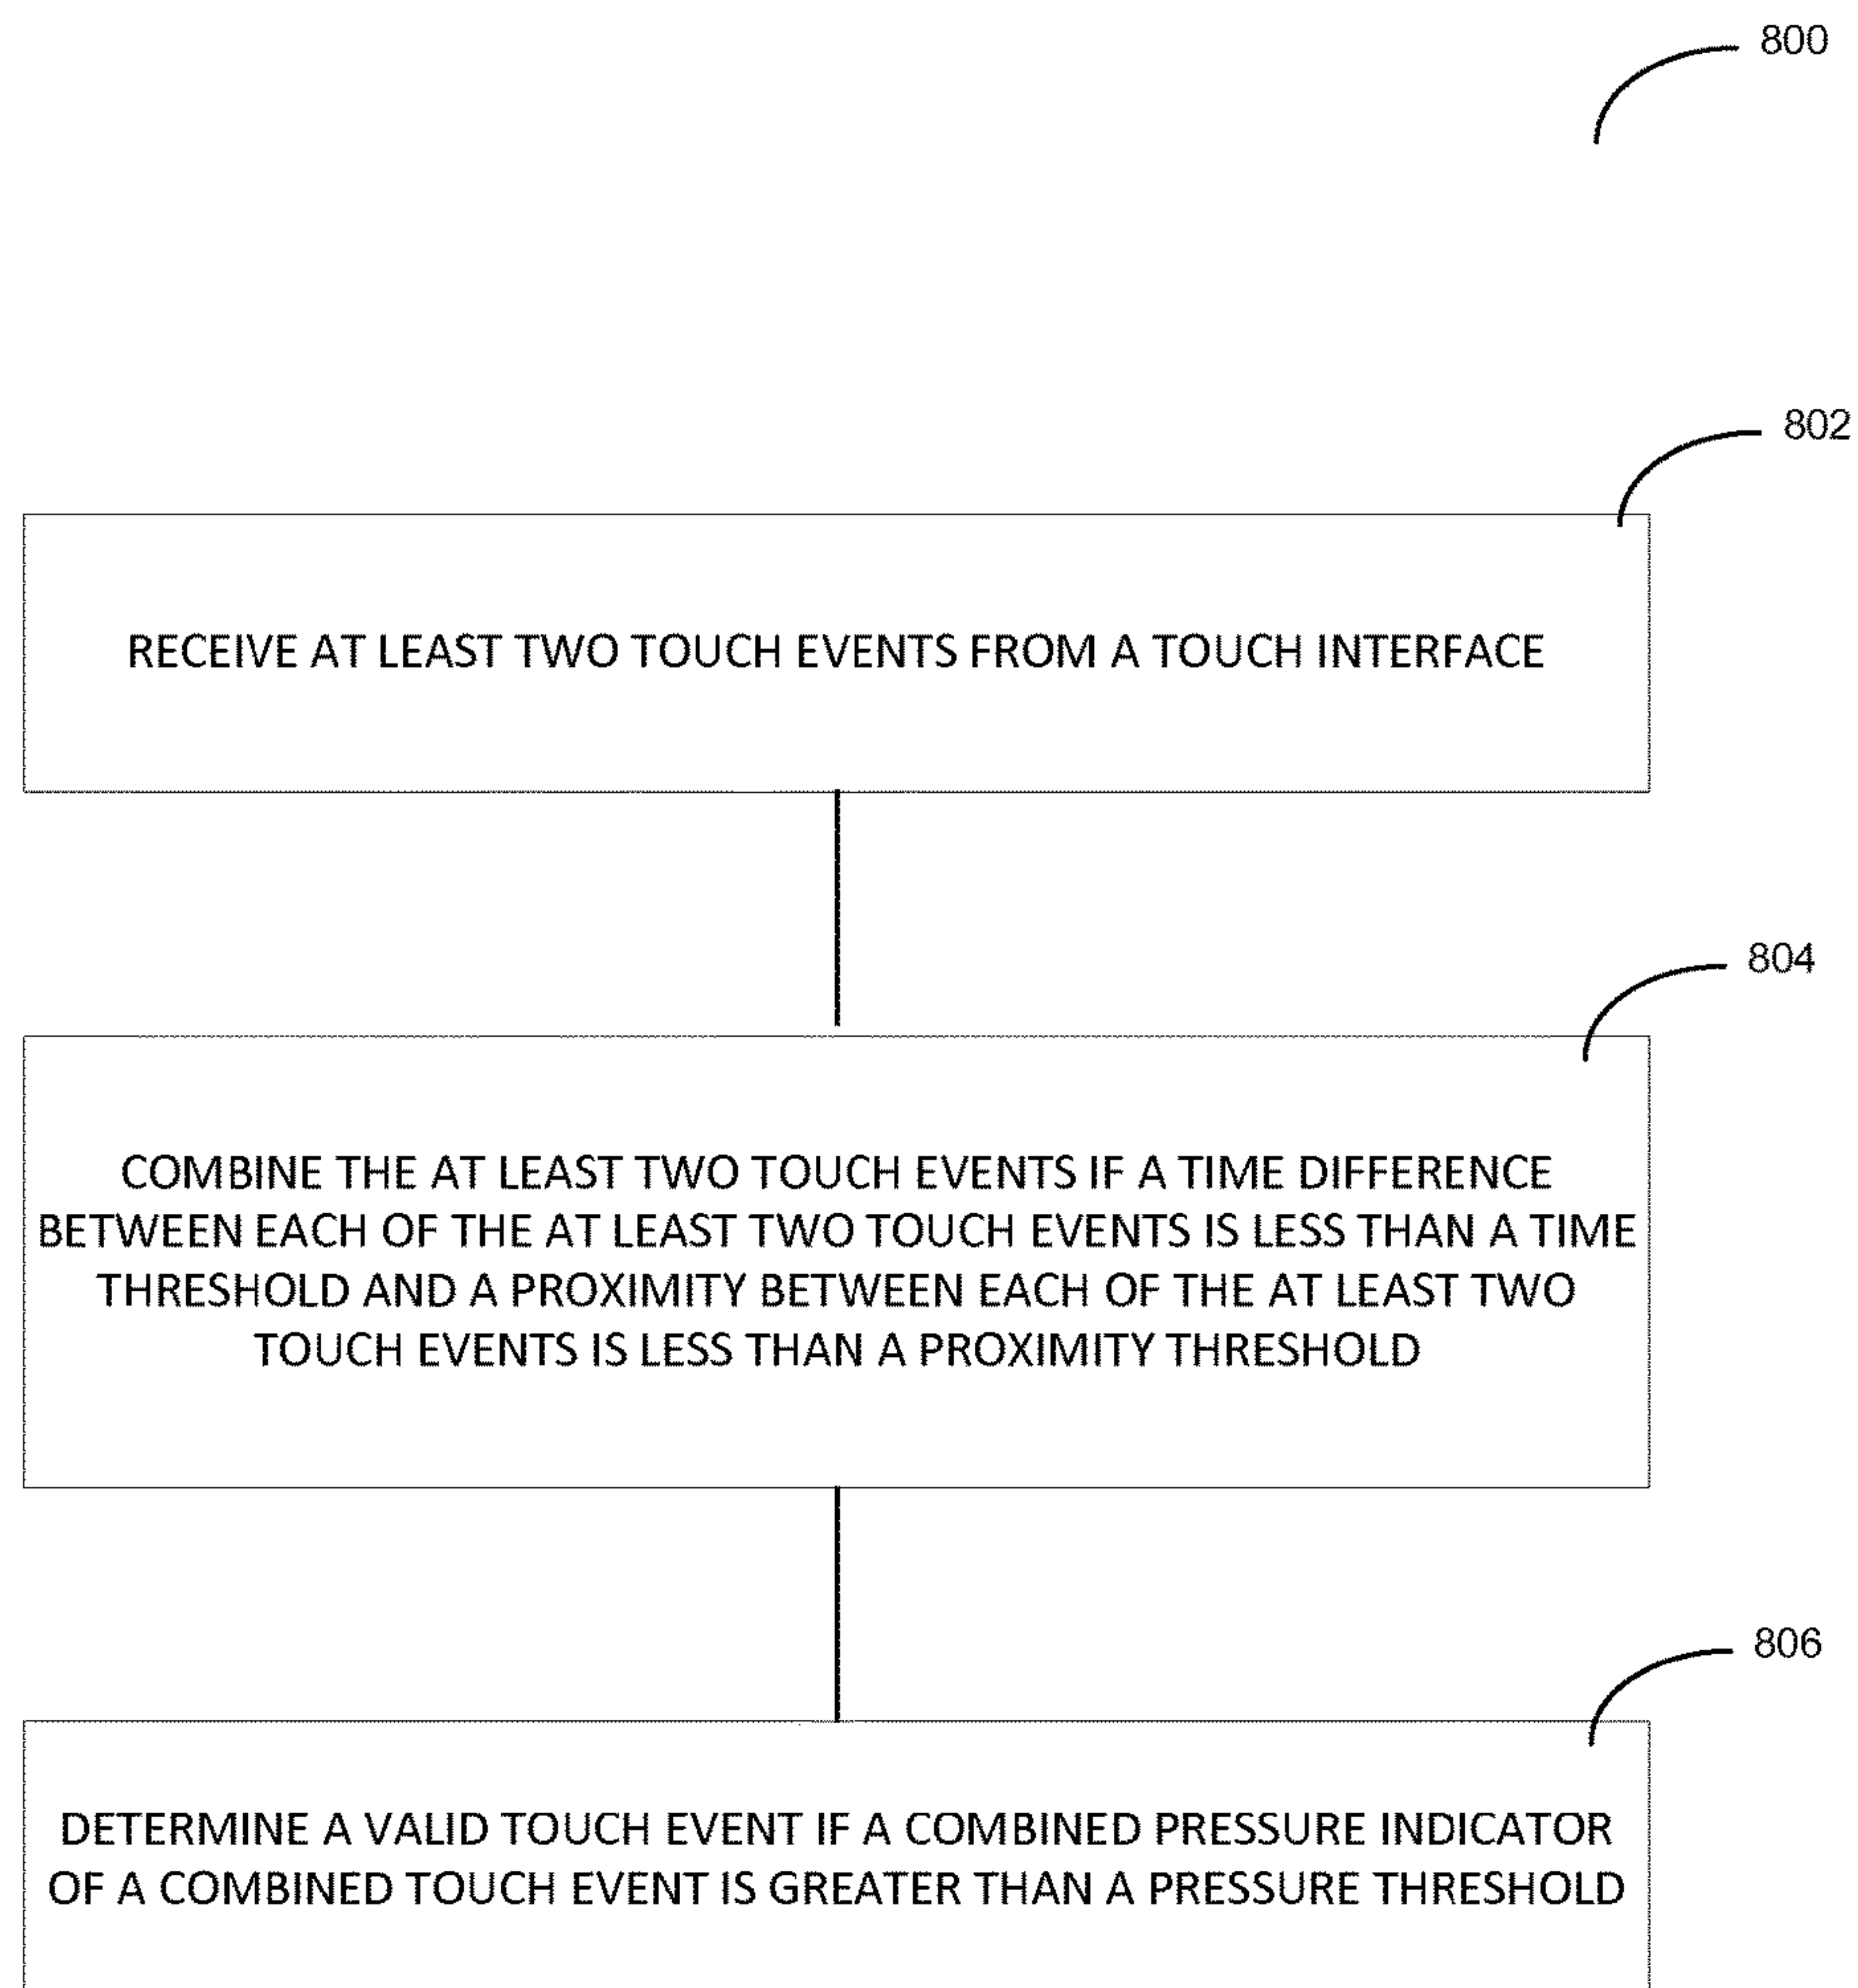 800
802
RECEIVE AT LEAST TWO TOUCH EVENTS FROM A TOUCH INTERFACE
804
COMBINE THE AT LEAST TWO TOUCH EVENTS IF A TIME DIFFERENCE
BETWEEN EACH OF THE AT LEAST TWO TOUCH EVENTS IS LESS THAN A TIME
THRESHOLD AND A PROXIMITY BETWEEN EACH OF THE AT LEAST TWO
TOUCH EVENTS IS LESS THAN A PROXIMITY THRESHOLD
806
DETERMINE A VALID TOUCH EVENT IF A COMBINED PRESSURE INDICATOR
OF A COMBINED TOUCH EVENT IS GREATER THAN A PRESSURE THRESHOLD